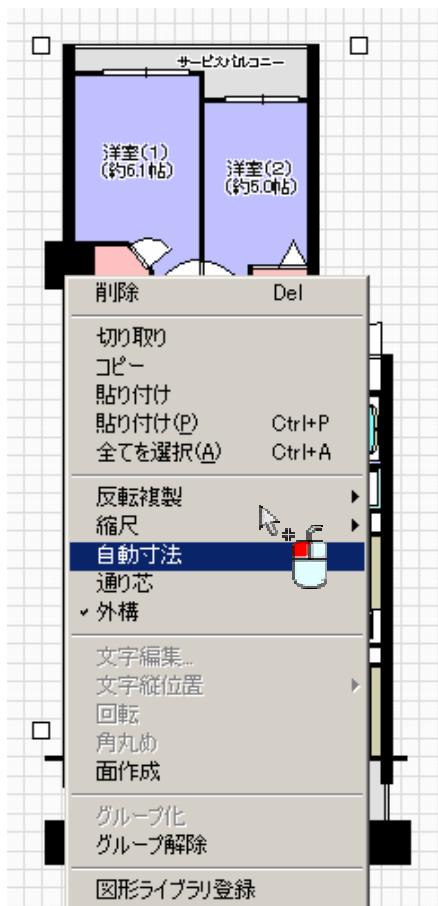 サービスバルコニー
洋室(1)
(約6.1帖)
洋室(2)
(約5.0帖)
削除 Del
切り取り
コピー
貼り付け
貼り付け(P) Ctrl+P
全てを選択(A) Ctrl+A
反転複製
縮尺
自動寸法
通り芯
外構
文字編集...
文字縦位置
回転
角丸め
面作成
グループ化
グループ解除
図形ライブラリ登録